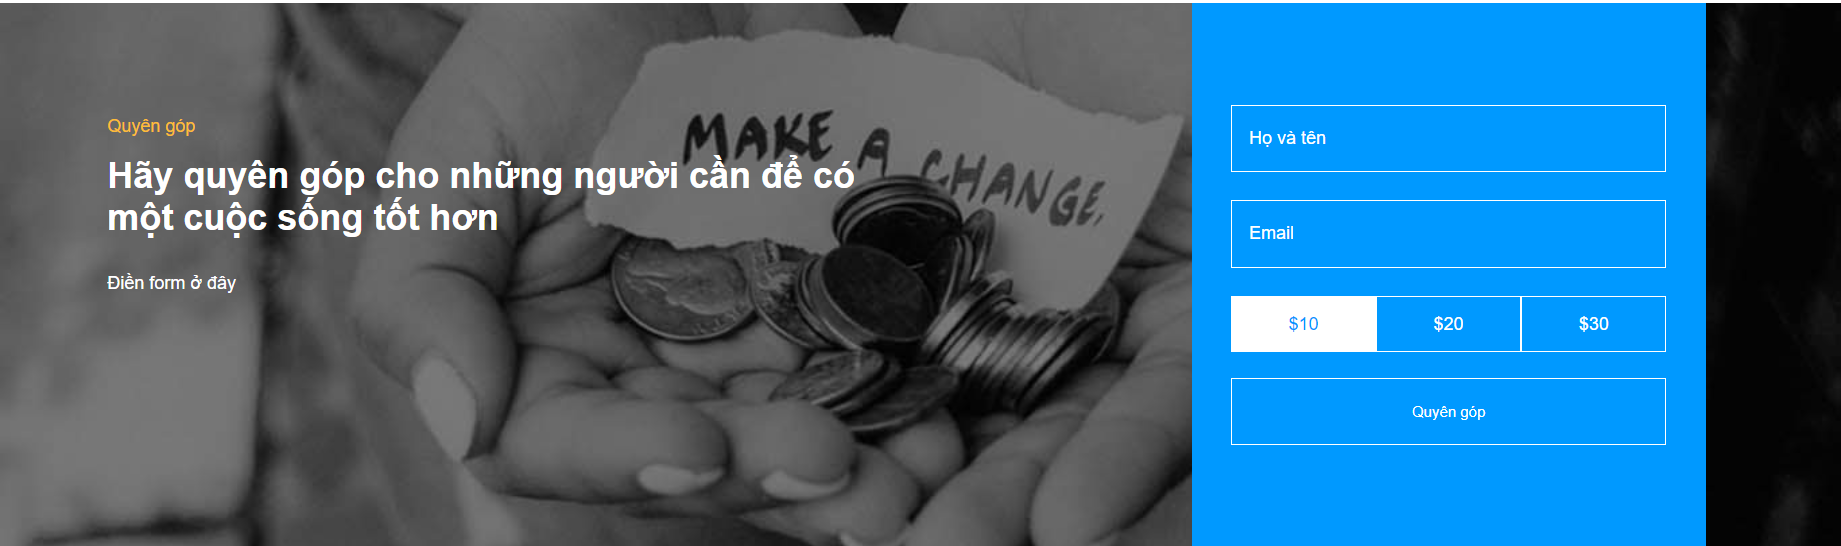 Quyên góp
Hãy quyên góp cho những người cần để có
một cuộc sống tốt hơn
Điền form ở đây
MAKE A CHANGE,
Họ và tên
Email
$10 $20 $30
Quyên góp